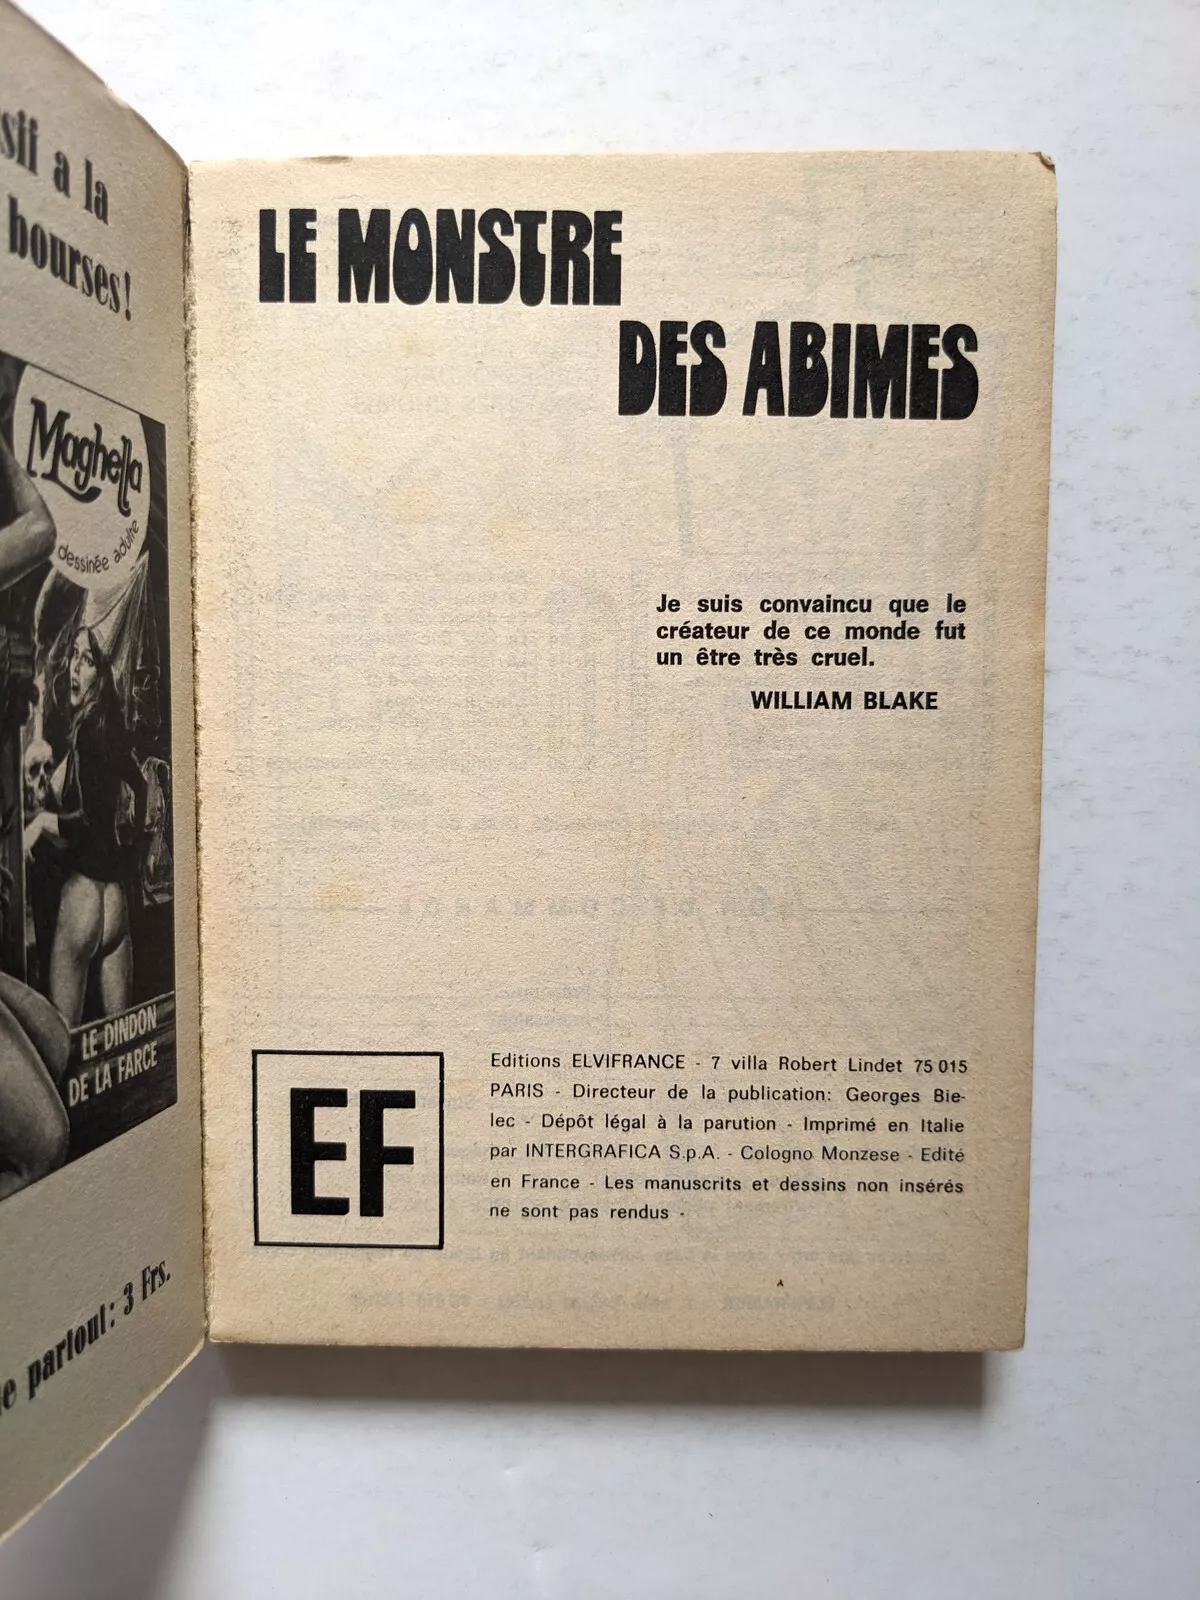 a la
bourses!
Maghella
dessinée adulte
LE DINDON
DE LA FARCE
partout: 3 Frs.
LE MONSTRE
DES ABIMES
Je suis convaincu que le
créateur de ce monde fut
un être très cruel.
WILLIAM BLAKE
EF
Editions ELVIFRANCE - 7 villa Robert Lindet 75 015
PARIS - Directeur de la publication: Georges Bie-
lec - Dépôt légal à la parution - Imprimé en Italie
par INTERGRAFICA S.p.A. - Cologno Monzese - Edité
en France - Les manuscrits et dessins non insérés
ne sont pas rendus -